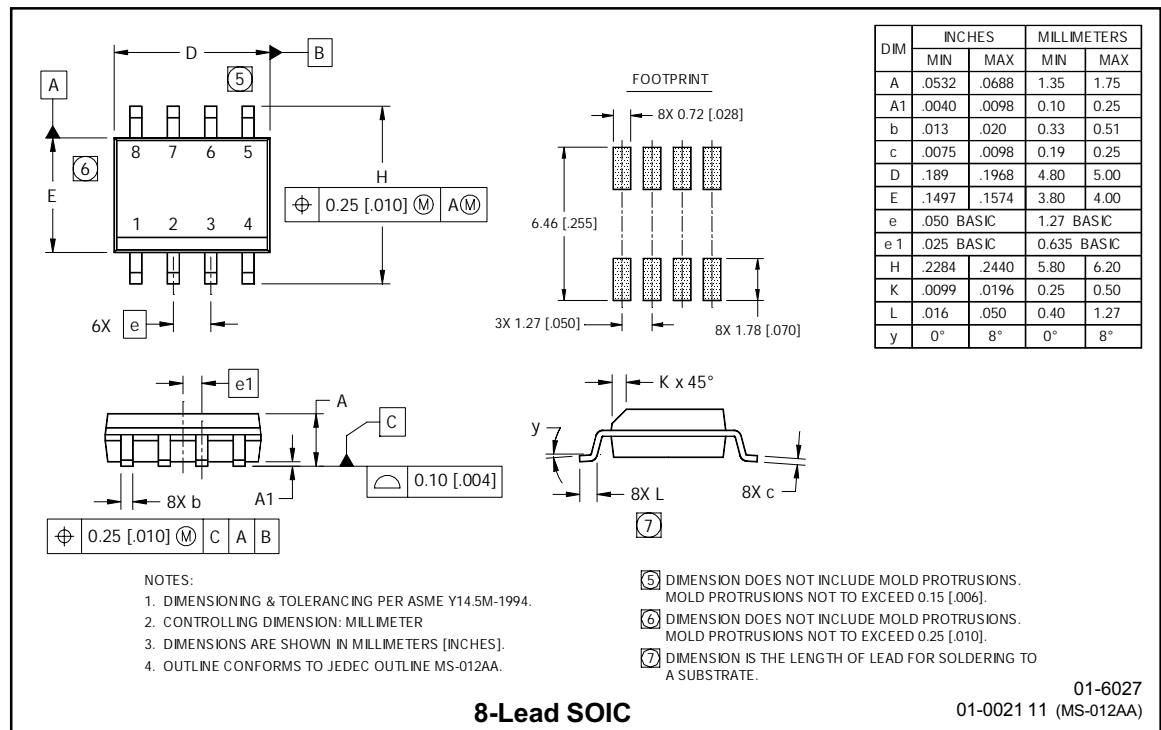 D
B
5
A
8 7 6 5
6
E
H
⌖ 0.25 [.010] Ⓜ AⓂ
1 2 3 4
6X e
FOOTPRINT
8X 0.72 [.028]
6.46 [.255]
3X 1.27 [.050]
8X 1.78 [.070]
DIM INCHES MILLIMETERS
MIN MAX MIN MAX
A .0532 .0688 1.35 1.75
A1 .0040 .0098 0.10 0.25
b .013 .020 0.33 0.51
c .0075 .0098 0.19 0.25
D .189 .1968 4.80 5.00
E .1497 .1574 3.80 4.00
e .050 BASIC 1.27 BASIC
e 1 .025 BASIC 0.635 BASIC
H .2284 .2440 5.80 6.20
K .0099 .0196 0.25 0.50
L .016 .050 0.40 1.27
y 0° 8° 0° 8°
e1
A
C
⌓ 0.10 [.004]
A1
8X b
⌖ 0.25 [.010] Ⓜ C A B
K x 45°
y
8X L
7
8X c
NOTES:
1. DIMENSIONING & TOLERANCING PER ASME Y14.5M-1994.
2. CONTROLLING DIMENSION: MILLIMETER
3. DIMENSIONS ARE SHOWN IN MILLIMETERS [INCHES].
4. OUTLINE CONFORMS TO JEDEC OUTLINE MS-012AA.
5 DIMENSION DOES NOT INCLUDE MOLD PROTRUSIONS.
MOLD PROTRUSIONS NOT TO EXCEED 0.15 [.006].
6 DIMENSION DOES NOT INCLUDE MOLD PROTRUSIONS.
MOLD PROTRUSIONS NOT TO EXCEED 0.25 [.010].
7 DIMENSION IS THE LENGTH OF LEAD FOR SOLDERING TO
A SUBSTRATE.
8-Lead SOIC
01-6027
01-0021 11 (MS-012AA)